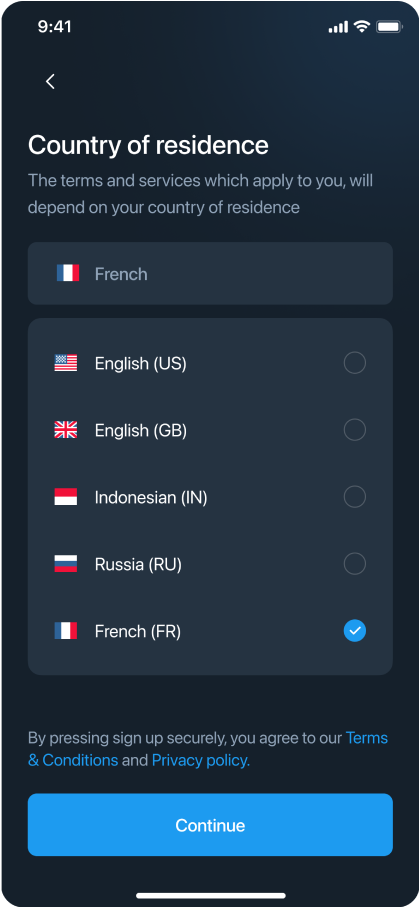 9:41
Country of residence
The terms and services which apply to you, will
depend on your country of residence
French
English (US)
English (GB)
Indonesian (IN)
Russia (RU)
French (FR)
By pressing sign up securely, you agree to our Terms
& Conditions and Privacy policy.
Continue